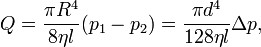 Q = \frac{\pi R^4}{8\eta l}(p_1 - p_2) = \frac{\pi d^4}{128\eta l}\Delta p,